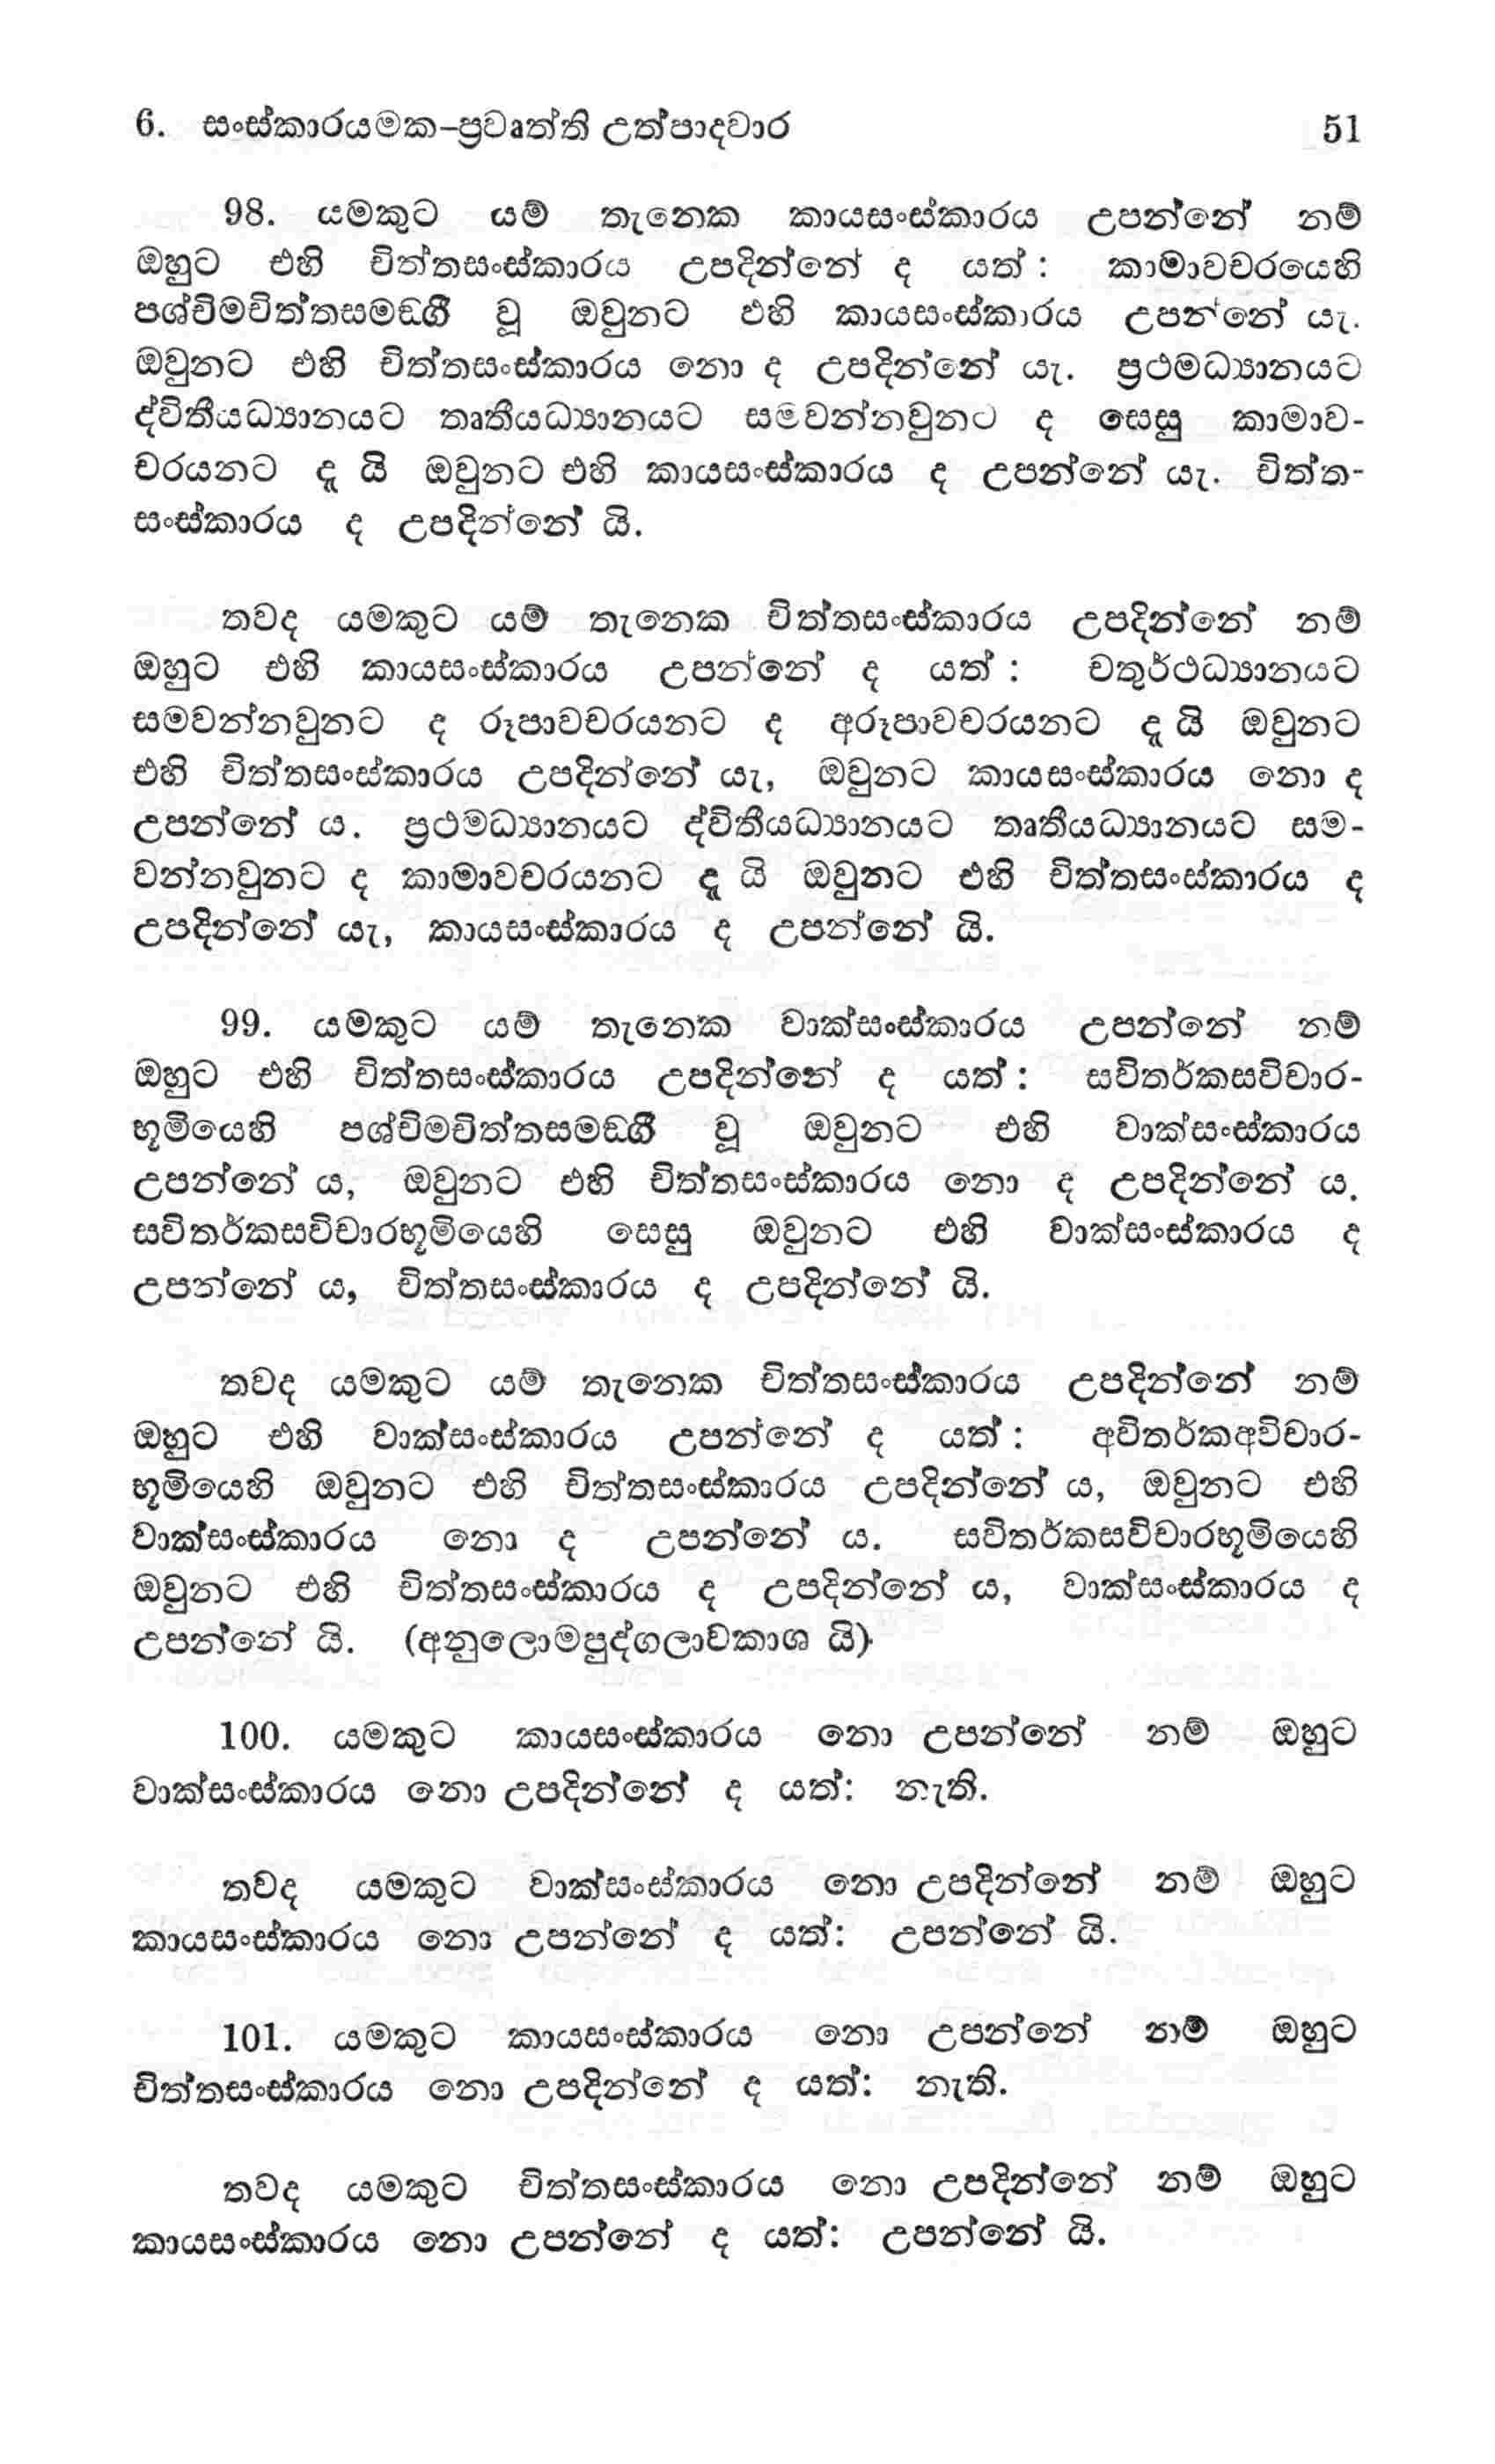 6. සංස්කාරයමක-ප්‍රවෘත්ති උත්පාදවාර 51
98. යමකුට යම් තැනෙක කායසංස්කාරය උපන්නේ නම්
ඔහුට එහි චිත්තසංස්කාරය උපදින්නේ ද යත් : කාමාවචරයෙහි
පශ්චිමචිත්තසමඞ්ගී වූ ඔවුනට එහි කායසංස්කාරය උපන්නේ යැ.
ඔවුනට එහි චිත්තසංස්කාරය නො ද උපදින්නේ යැ. ප්‍රථමධ්‍යානයට
ද්විතීයධ්‍යානයට තෘතීයධ්‍යානයට සමවන්නවුනට ද සෙසු කාමාව-
චරයනට දැ යි ඔවුනට එහි කායසංස්කාරය ද උපන්නේ යැ. චිත්ත-
සංස්කාරය ද උපදින්නේ යි.
තවද යමකුට යම් තැනෙක චිත්තසංස්කාරය උපදින්නේ නම්
ඔහුට එහි කායසංස්කාරය උපන්නේ ද යත් : චතුර්ථධ්‍යානයට
සමවන්නවුනට ද රූපාවචරයනට ද අරූපාවචරයනට දැ යි ඔවුනට
එහි චිත්තසංස්කාරය උපදින්නේ යැ, ඔවුනට කායසංස්කාරය නො ද
උපන්නේ ය. ප්‍රථමධ්‍යානයට ද්විතීයධ්‍යානයට තෘතීයධ්‍යානයට සම-
වන්නවුනට ද කාමාවචරයනට දැ යි ඔවුනට එහි චිත්තසංස්කාරය ද
උපදින්නේ යැ, කායසංස්කාරය ද උපන්නේ යි.
99. යමකුට යම් තැනෙක වාක්සංස්කාරය උපන්නේ නම්
ඔහුට එහි චිත්තසංස්කාරය උපදින්නේ ද යත් : සවිතර්කසවිචාර-
භූමියෙහි පශ්චිමචිත්තසමඞ්ගී වූ ඔවුනට එහි වාක්සංස්කාරය
උපන්නේ ය, ඔවුනට එහි චිත්තසංස්කාරය නො ද උපදින්නේ ය.
සවිතර්කසවිචාරභූමියෙහි සෙසු ඔවුනට එහි වාක්සංස්කාරය ද
උපන්නේ ය, චිත්තසංස්කාරය ද උපදින්නේ යි.
තවද යමකුට යම් තැනෙක චිත්තසංස්කාරය උපදින්නේ නම්
ඔහුට එහි වාක්සංස්කාරය උපන්නේ ද යත් : අවිතර්කඅවිචාර-
භූමියෙහි ඔවුනට එහි චිත්තසංස්කාරය උපදින්නේ ය, ඔවුනට එහි
වාක්සංස්කාරය නො ද උපන්නේ ය. සවිතර්කසවිචාරභූමියෙහි
ඔවුනට එහි චිත්තසංස්කාරය ද උපදින්නේ ය, වාක්සංස්කාරය ද
උපන්නේ යි. (අනුලොමපුද්ගලාවකාශ යි)
100. යමකුට කායසංස්කාරය නො උපන්නේ නම් ඔහුට
වාක්සංස්කාරය නො උපදින්නේ ද යත්: නැති.
තවද යමකුට වාක්සංස්කාරය නො උපදින්නේ නම් ඔහුට
කායසංස්කාරය නො උපන්නේ ද යත්: උපන්නේ යි.
101. යමකුට කායසංස්කාරය නො උපන්නේ නම් ඔහුට
චිත්තසංස්කාරය නො උපදින්නේ ද යත්: නැති.
තවද යමකුට චිත්තසංස්කාරය නො උපදින්නේ නම් ඔහුට
කායසංස්කාරය නො උපන්නේ ද යත්: උපන්නේ යි.